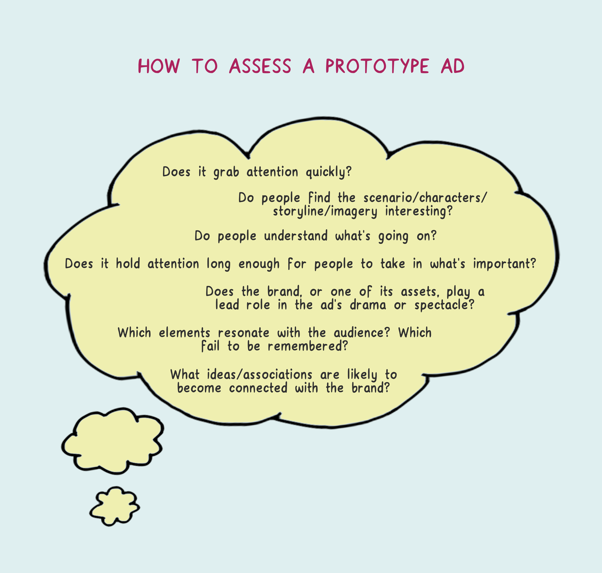 HOW TO ASSESS A PROTOTYPE AD
Does it grab attention quickly?
Do people find the scenario/characters/
storyline/imagery interesting?
Do people understand what's going on?
Does it hold attention long enough for people to take in what's important?
Does the brand, or one of its assets, play a
lead role in the ad's drama or spectacle?
Which elements resonate with the audience? Which
fail to be remembered?
What ideas/associations are likely to
become connected with the brand?